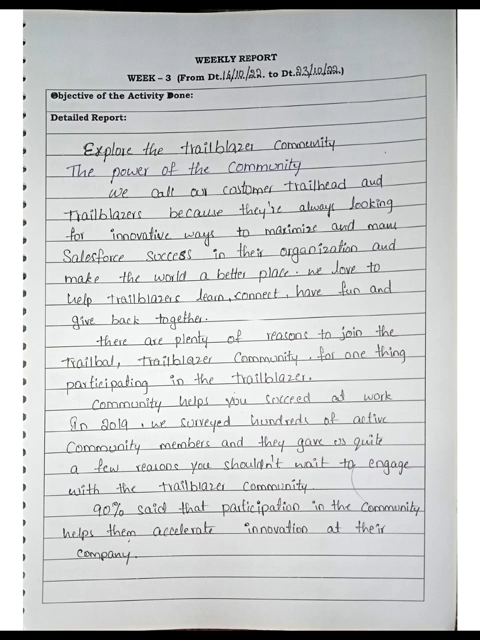 WEEKLY REPORT
WEEK – 3 (From Dt.16/10/22. to Dt.23/10/22.)
Objective of the Activity Done:
Detailed Report:
Explore the trailblazer community
The power of the Community
we call our customer trailhead and
trailblazers because they're always looking
for innovative ways to maximize and
Salesforce success in their organization and
make the world a better place. we love to
help trailblazers learn, connect, have fun and
give back together.
there are plenty of reasons to join the
trailbal, trailblazer Community, for one thing
participating in the trailblazer.
Community helps you succeed at work
In 2019, we surveyed hundreds of active
Community members and they gave us quite
a few reasons you shouldn't wait to engage
with the trailblazer community.
90% said that participation in the Community
helps them accelerate innovation at their
company.